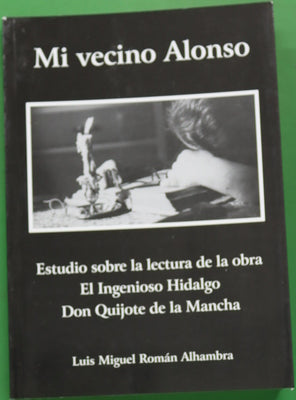 Mi vecino Alonso
Estudio sobre la lectura de la obra
El Ingenioso Hidalgo
Don Quijote de la Mancha
Luis Miguel Román Alhambra